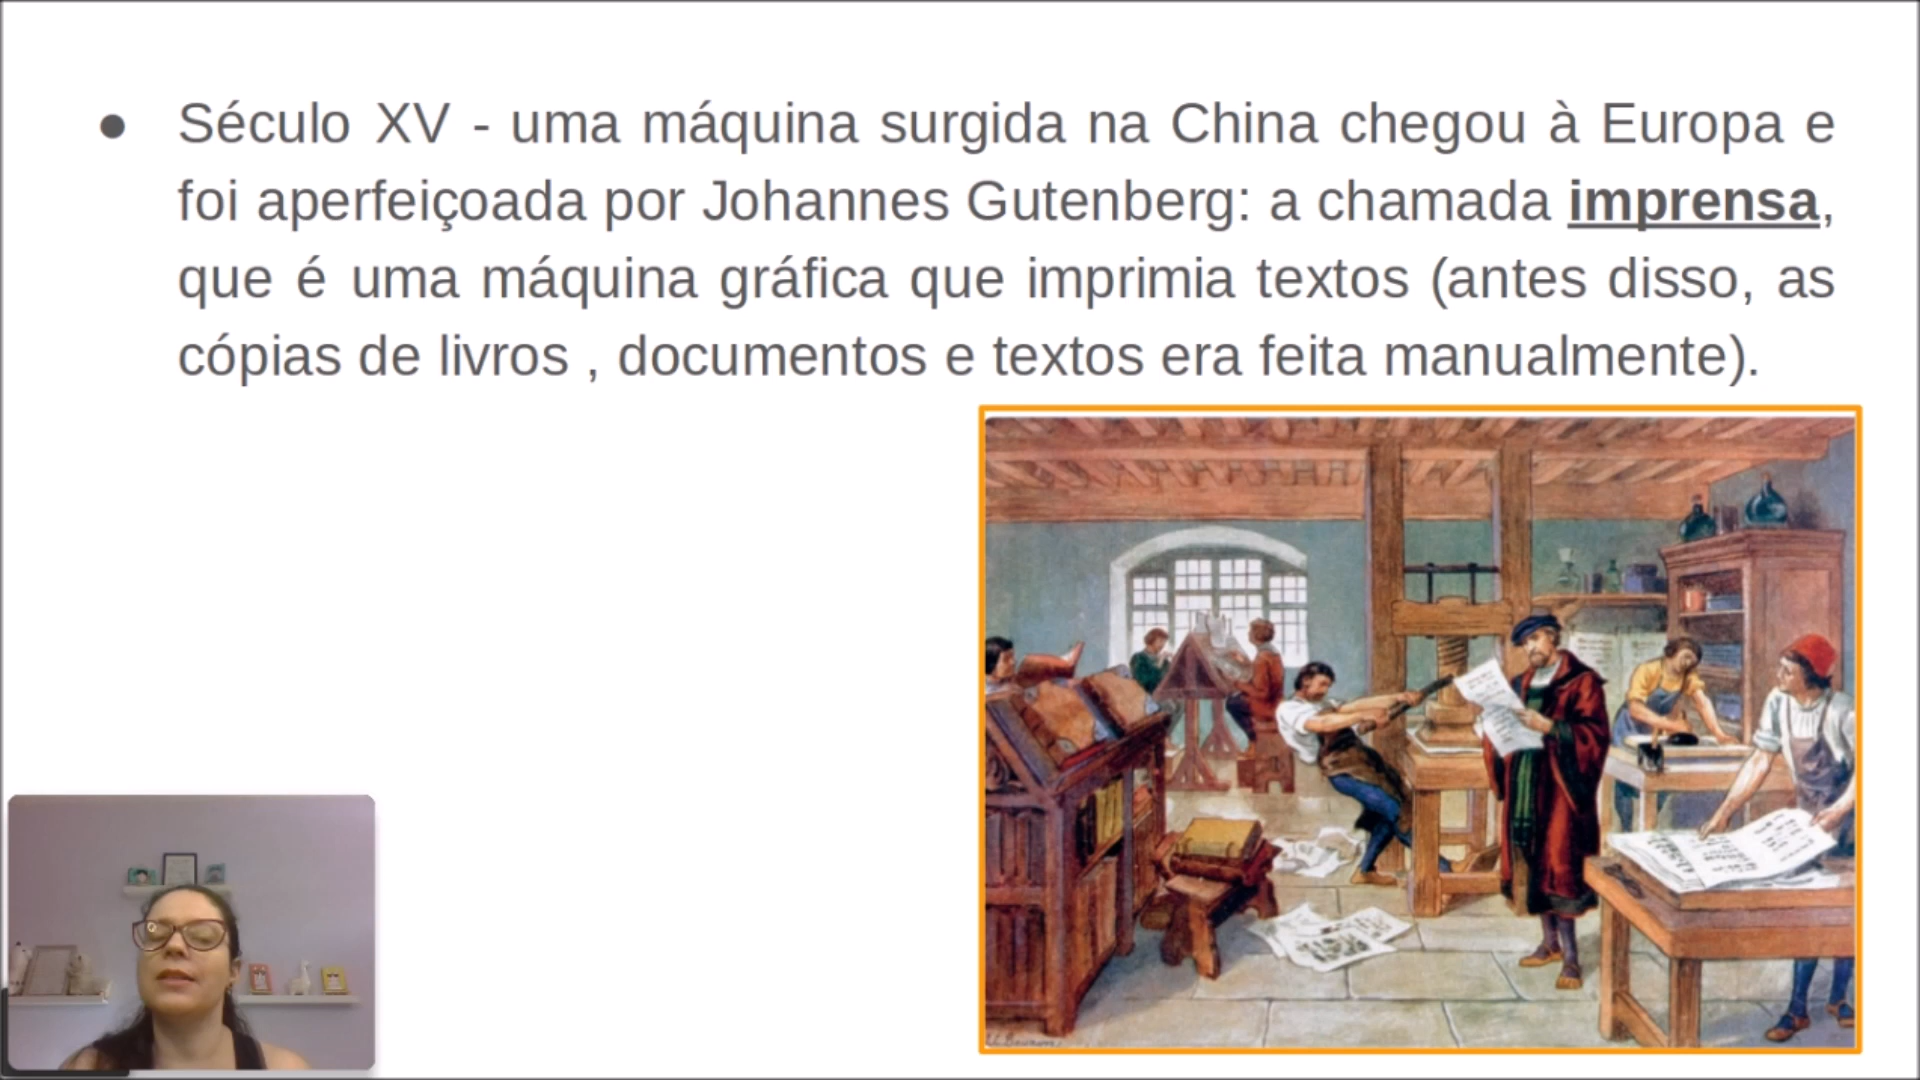 ● Século XV - uma máquina surgida na China chegou à Europa e
foi aperfeiçoada por Johannes Gutenberg: a chamada imprensa,
que é uma máquina gráfica que imprimia textos (antes disso, as
cópias de livros , documentos e textos era feita manualmente).